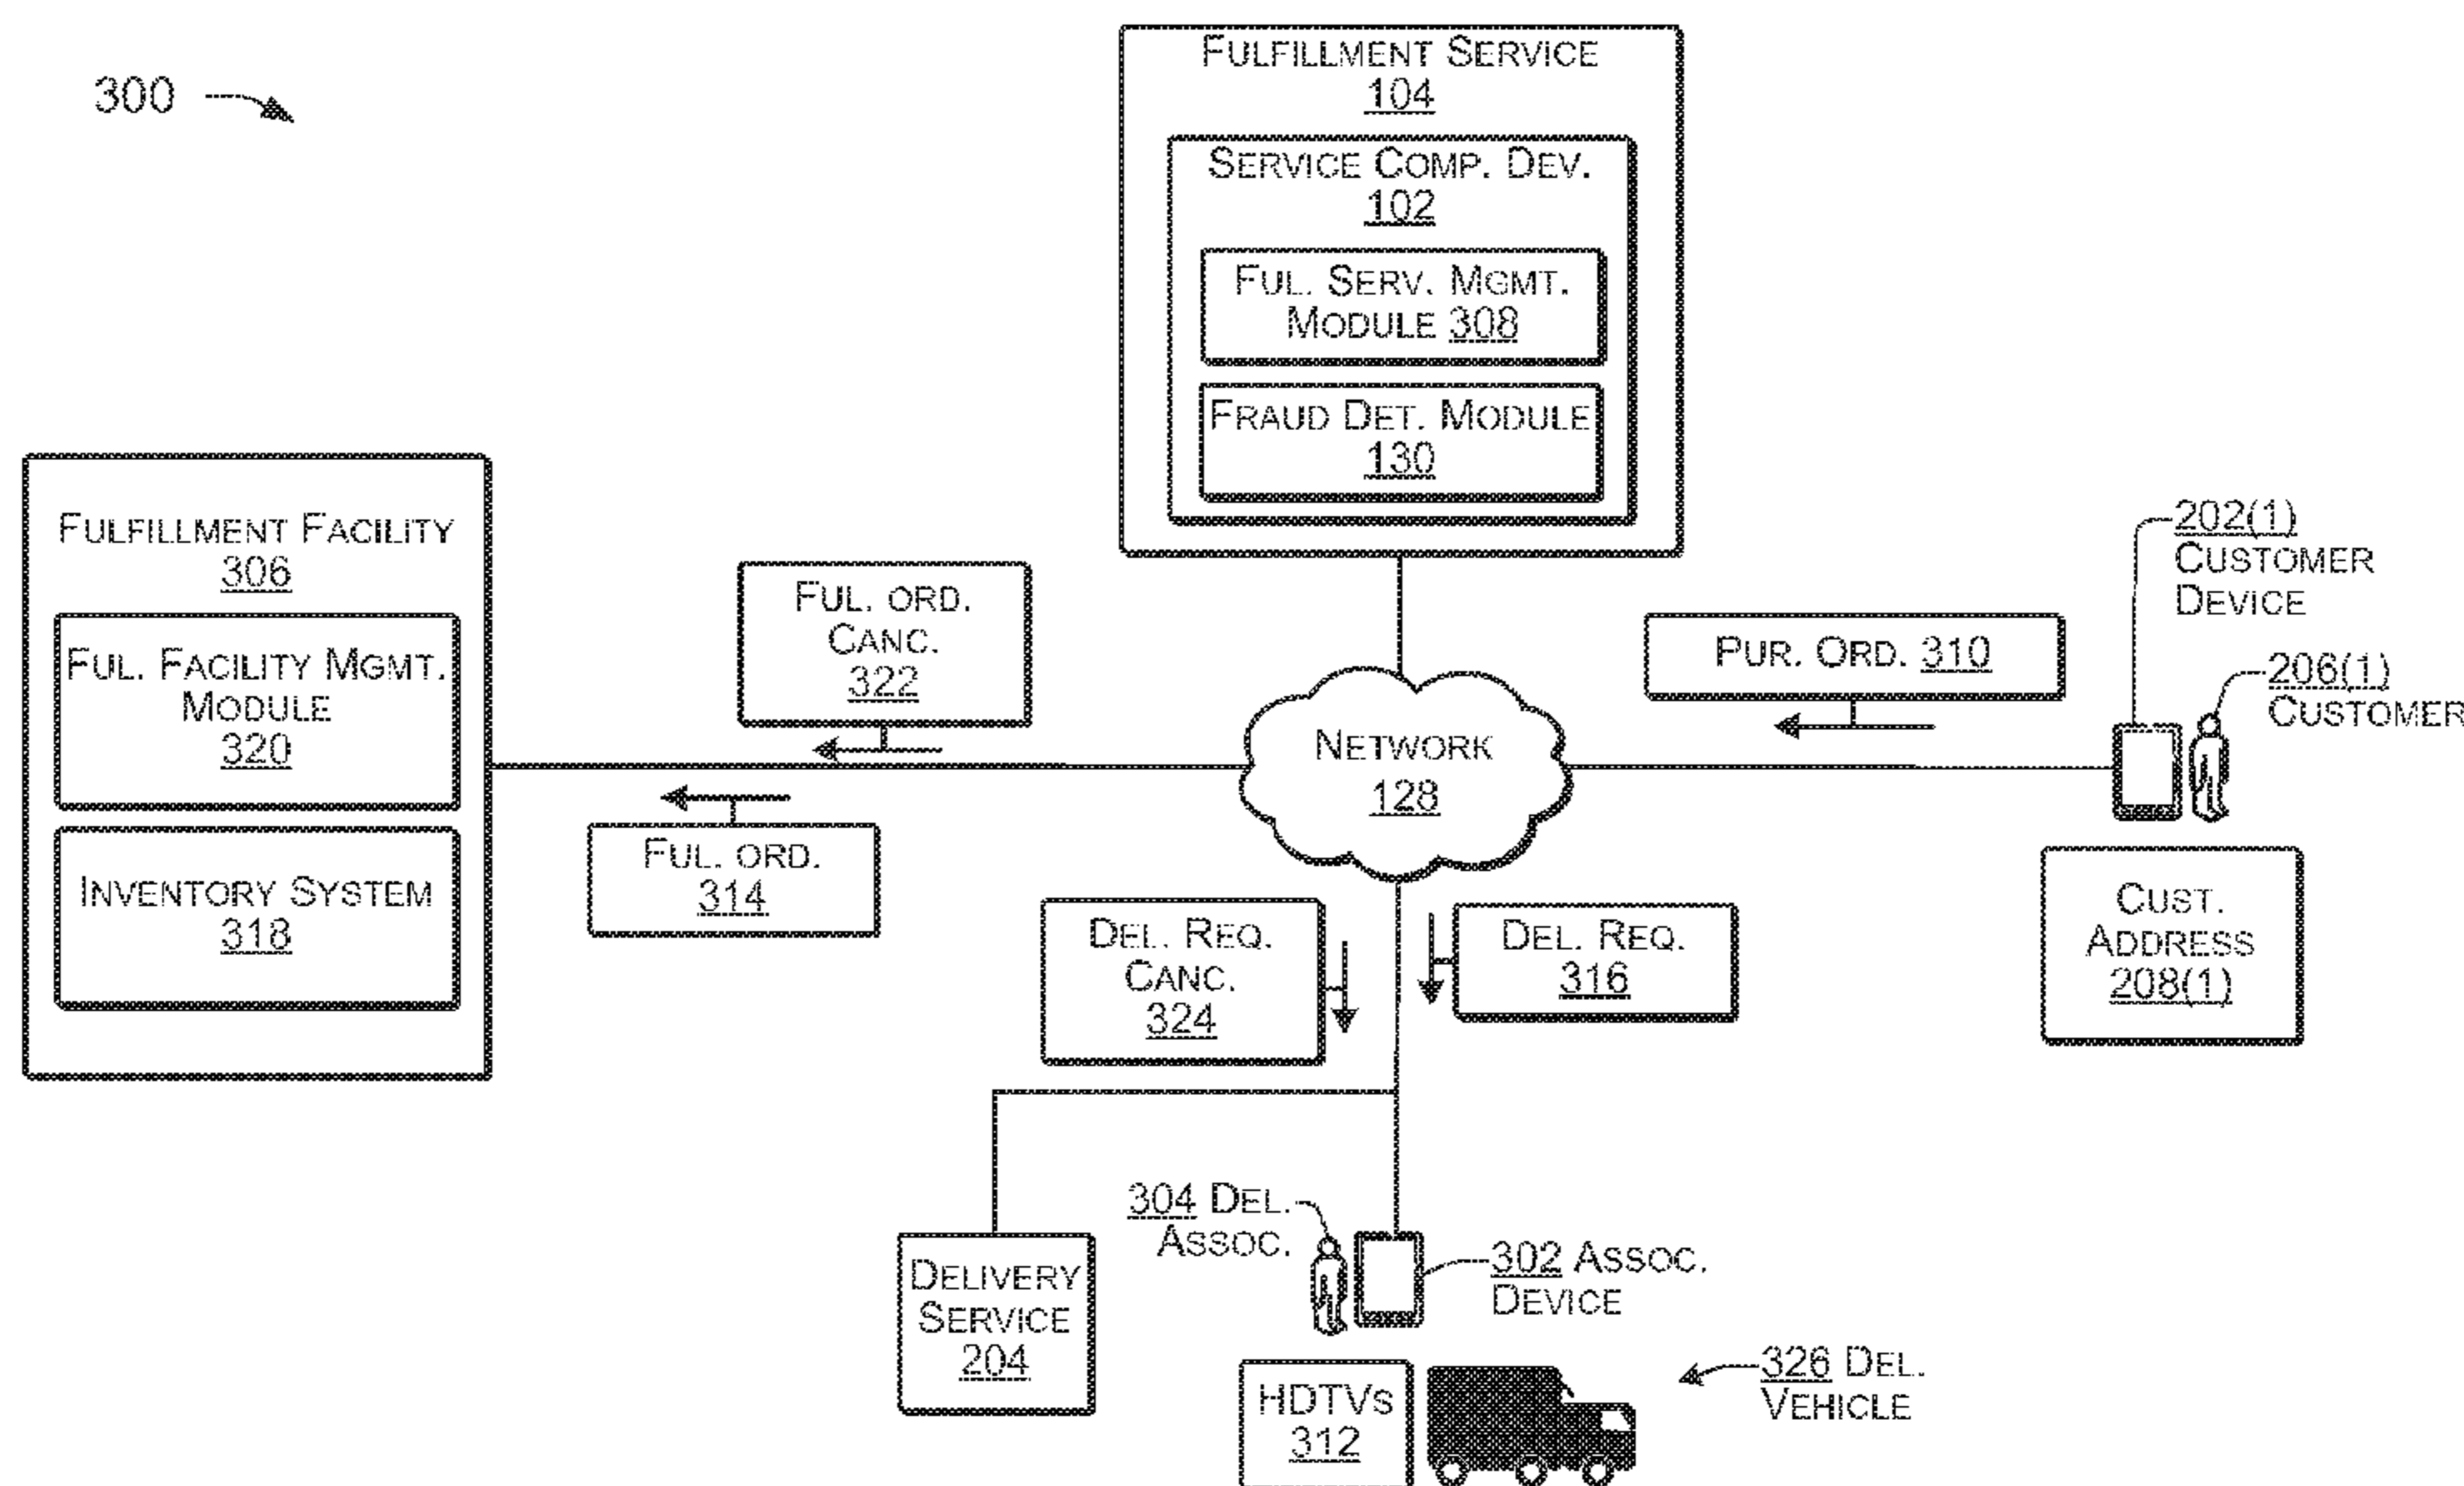 300
FULFILLMENT SERVICE
104
SERVICE COMP. DEV.
102
FUL. SERV. MGMT.
MODULE 308
FRAUD DET. MODULE
130
FULFILLMENT FACILITY
306
FUL. FACILITY MGMT.
MODULE
320
INVENTORY SYSTEM
318
FUL. ORD.
CANC.
322
FUL. ORD.
314
NETWORK
128
PUR. ORD. 310
202(1)
CUSTOMER
DEVICE
206(1)
CUSTOMER
CUST.
ADDRESS
208(1)
DEL. REQ.
CANC.
324
DEL. REQ.
316
DELIVERY
SERVICE
204
304 DEL.
ASSOC.
302 ASSOC.
DEVICE
HDTVS
312
326 DEL.
VEHICLE